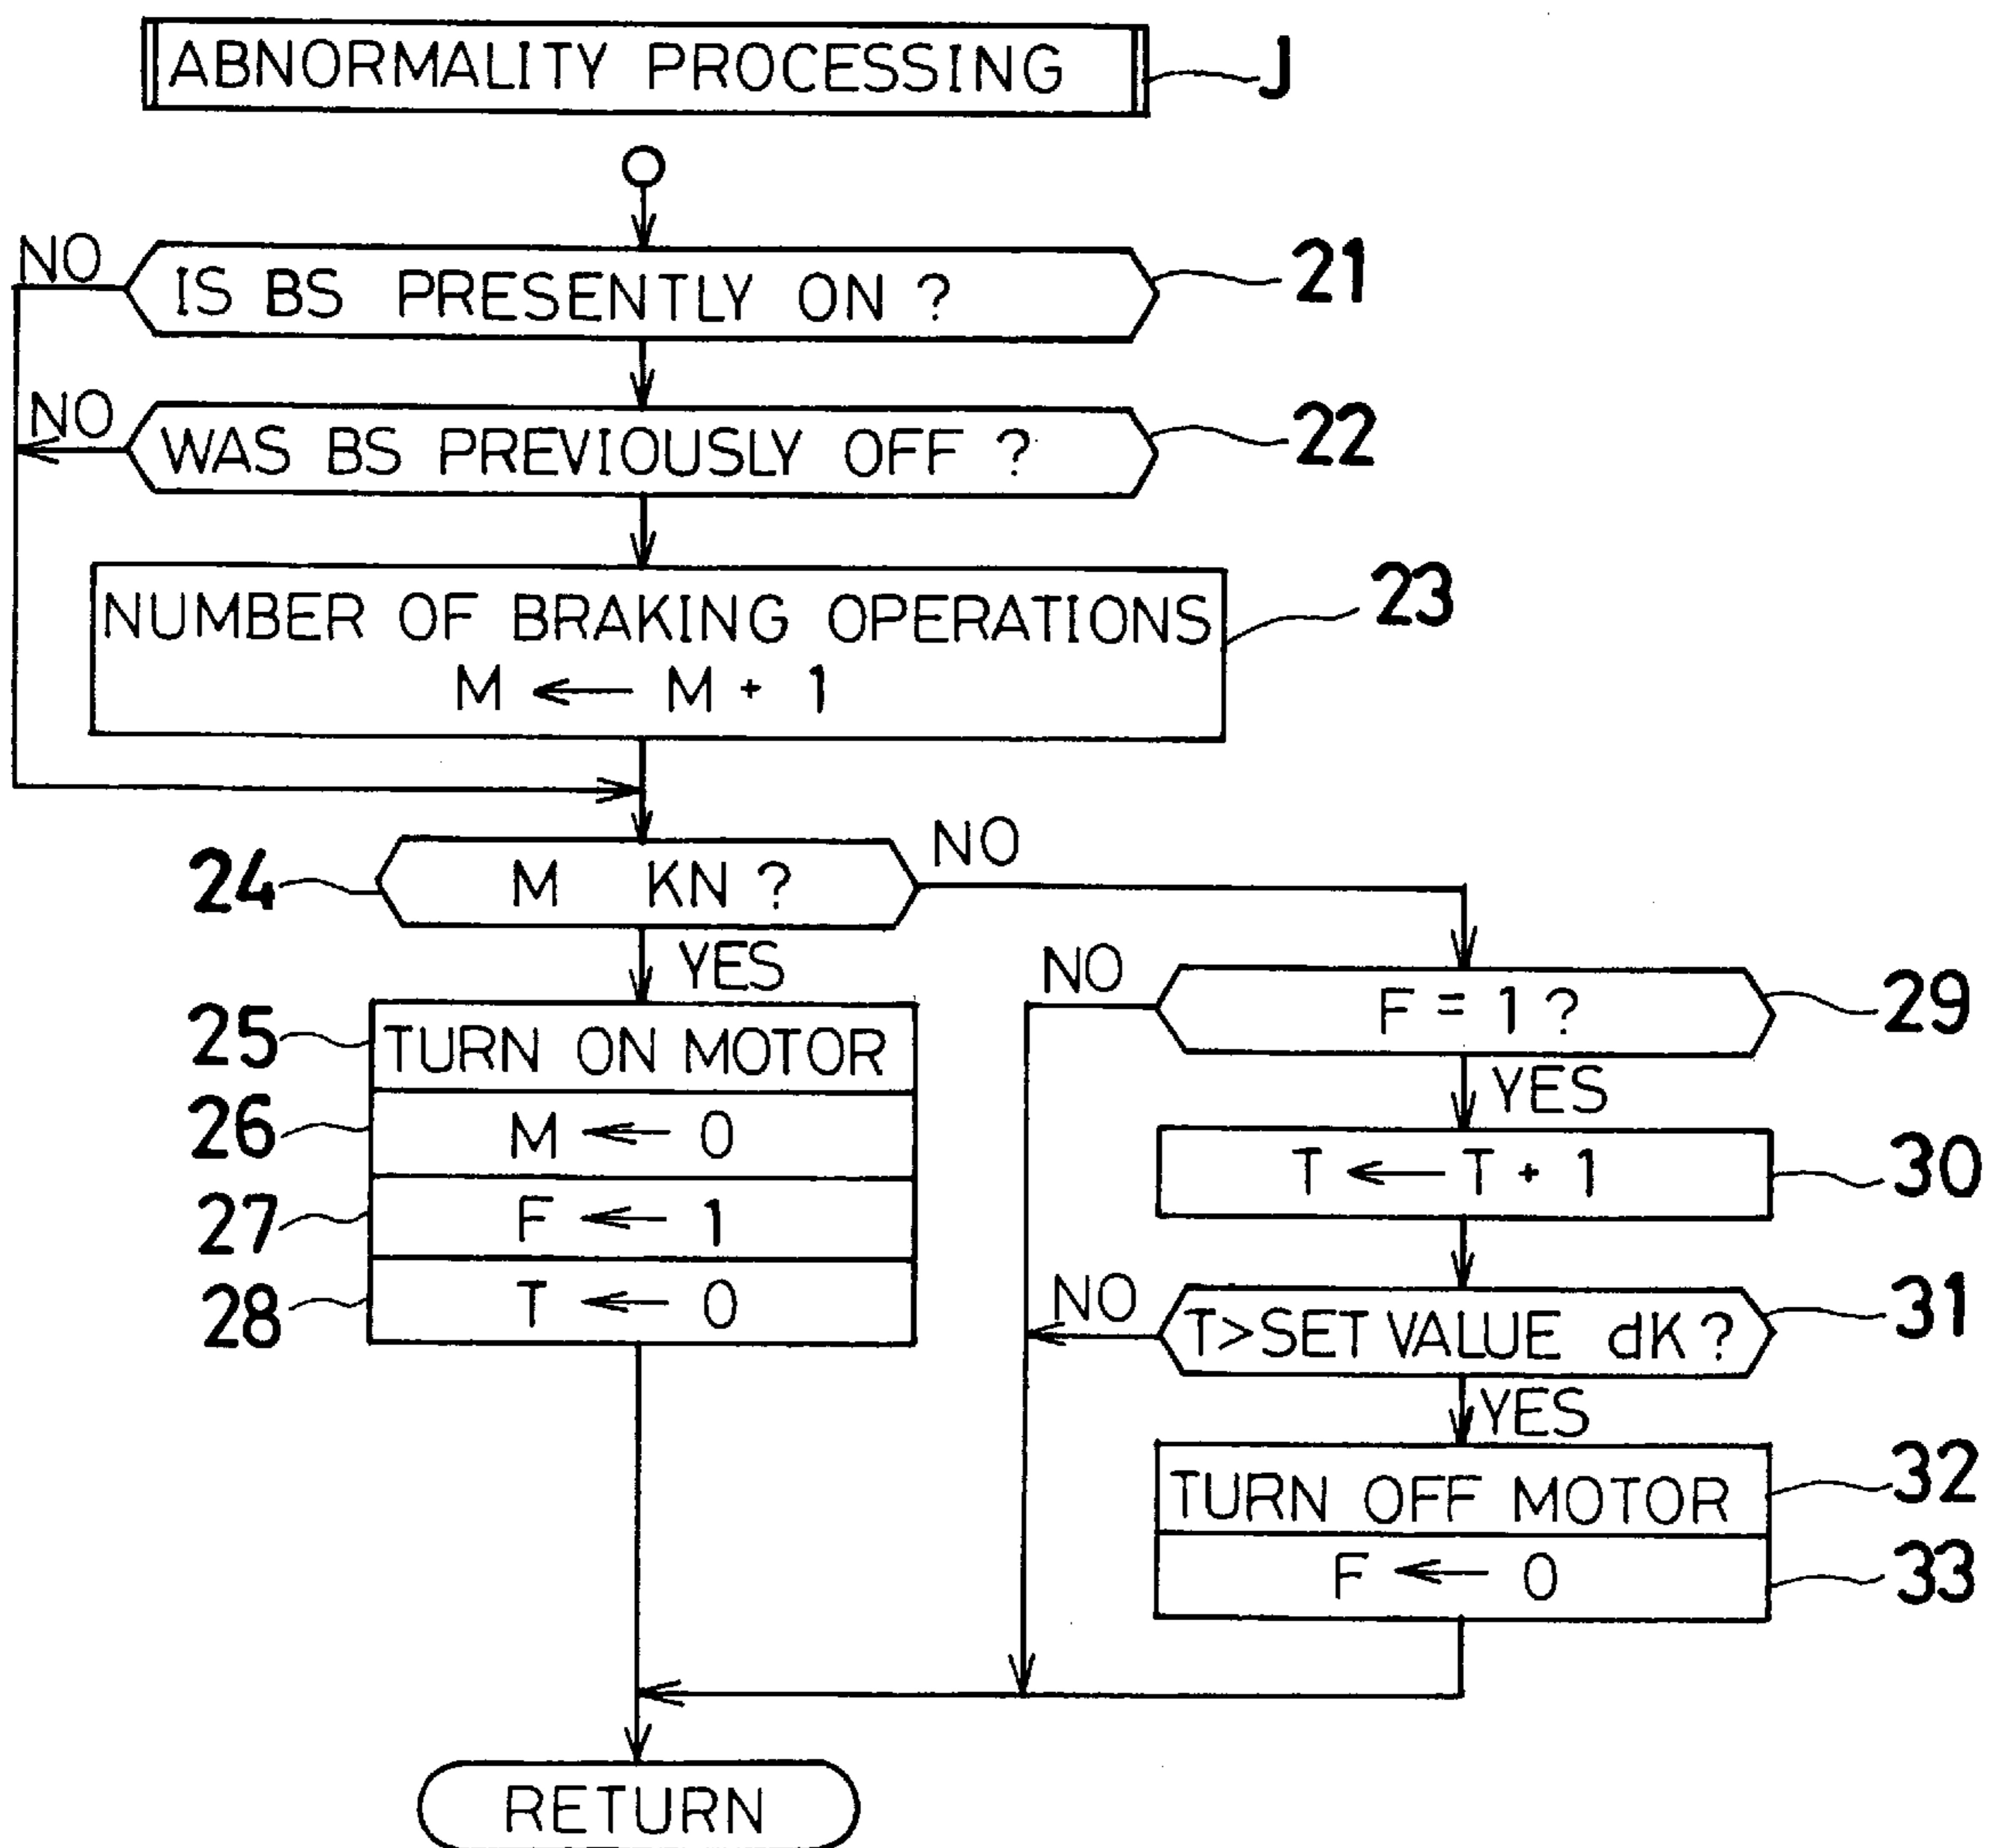 ABNORMALITY PROCESSING J
NO
IS BS PRESENTLY ON ? 21
NO
WAS BS PREVIOUSLY OFF ? 22
NUMBER OF BRAKING OPERATIONS 23
M ← M + 1
24 M KN ? NO
YES
25 TURN ON MOTOR
26 M ← 0
27 F ← 1
28 T ← 0
NO F = 1 ? 29
YES
T ← T + 1 30
NO T>SET VALUE dK ? 31
YES
TURN OFF MOTOR 32
F ← 0 33
RETURN